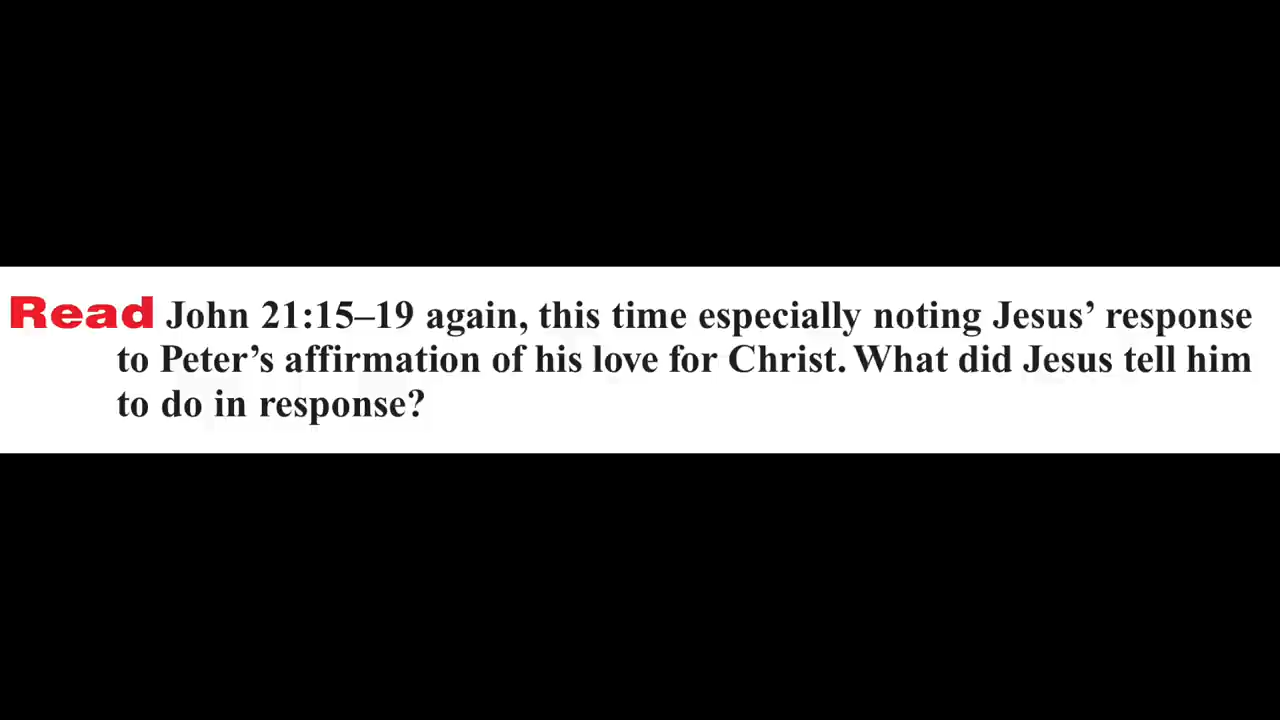 Read John 21:15–19 again, this time especially noting Jesus’ response
to Peter’s affirmation of his love for Christ. What did Jesus tell him
to do in response?